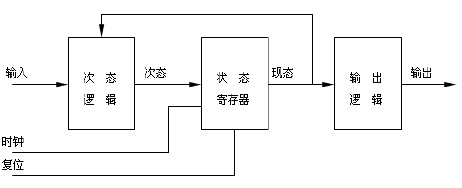 输入
次 态
逻 辑
次态
状 态
寄存器
现态
输 出
逻 辑
输出
时钟
复位